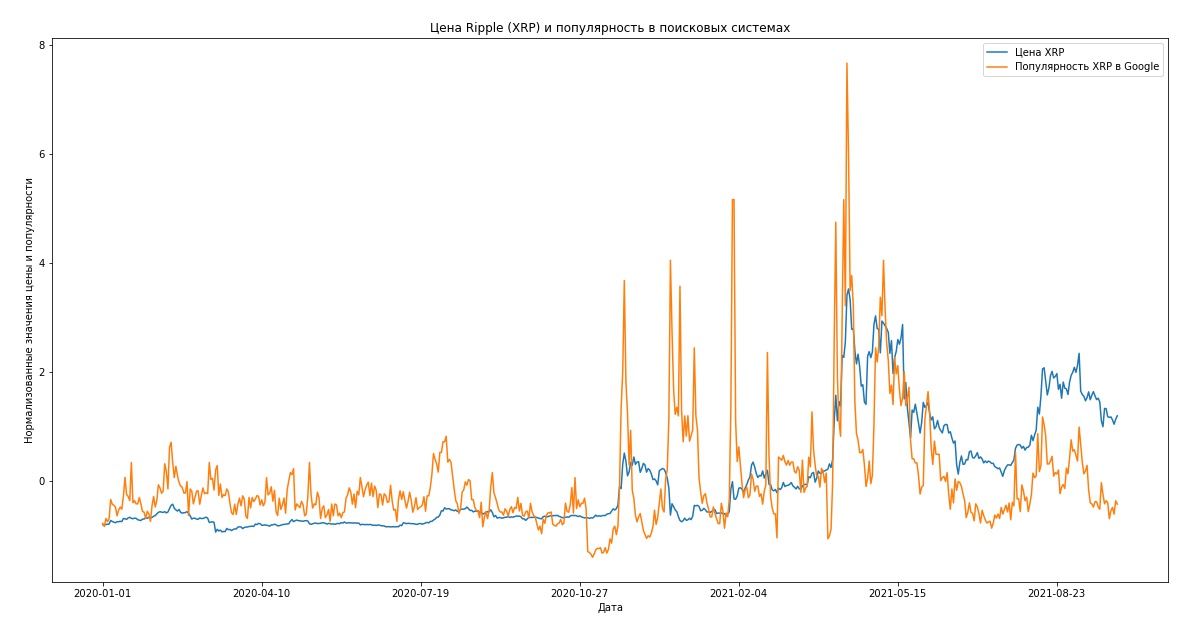 Цена Ripple (XRP) и популярность в поисковых системах
Цена XRP
Популярность XRP в Google
Нормализованные значения цены и популярности
8
6
4
2
0
2020-01-01
2020-04-10
2020-07-19
2020-10-27
2021-02-04
2021-05-15
2021-08-23
Дата